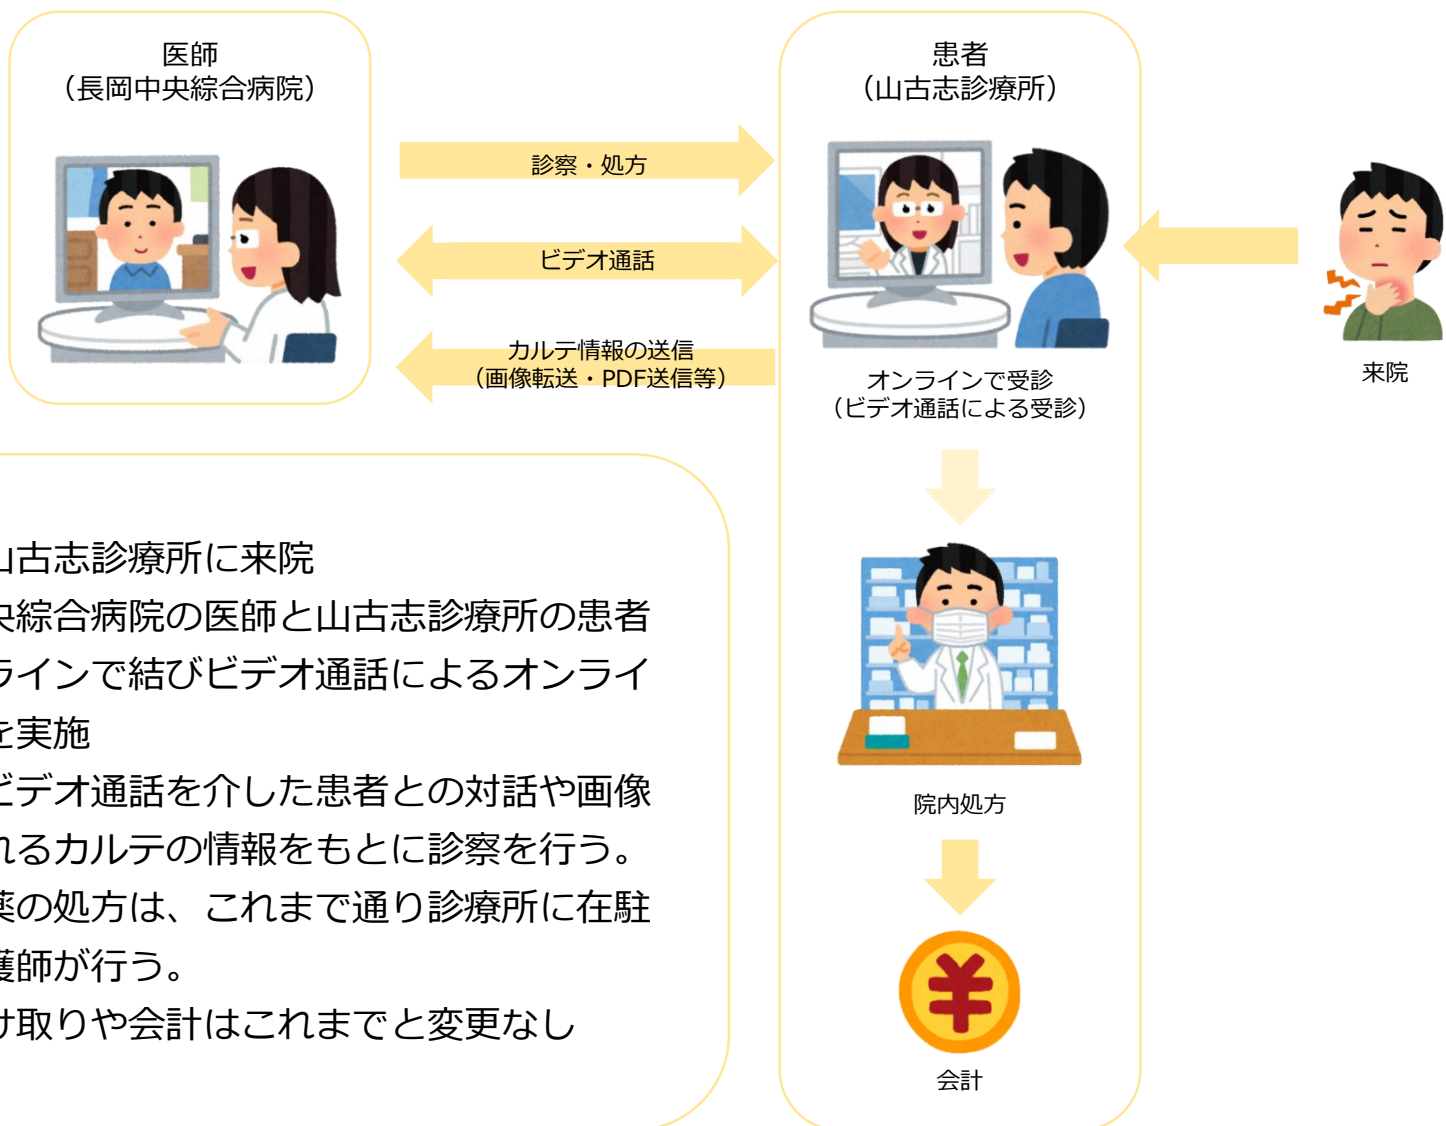 医師
（長岡中央綜合病院）
患者
（山古志診療所）
診察・処方
ビデオ通話
カルテ情報の送信
（画像転送・PDF送信等）
オンラインで受診
（ビデオ通話による受診）
来院
院内処方
会計
山古志診療所に来院
央綜合病院の医師と山古志診療所の患者
ラインで結びビデオ通話によるオンライ
を実施
ビデオ通話を介した患者との対話や画像
れるカルテの情報をもとに診察を行う。
薬の処方は、これまで通り診療所に在駐
護師が行う。
け取りや会計はこれまでと変更なし